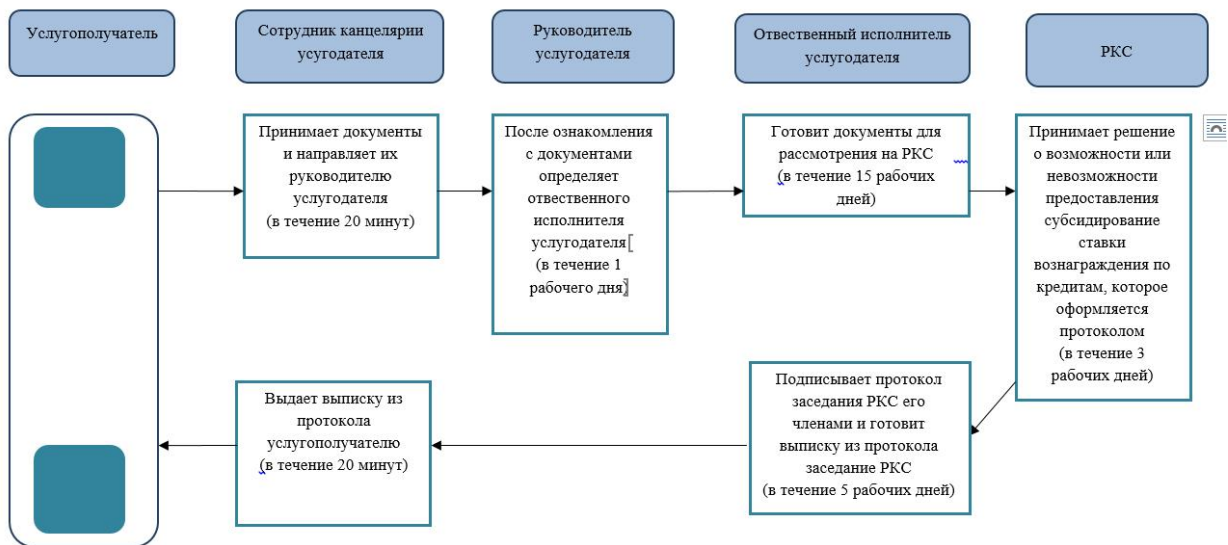 Услугополучатель
Сотрудник канцелярии
усугодателя
Руководитель
услугодателя
Отвественный исполнитель
услугодателя
РКС
Принимает документы
и направляет их
руководителю
услугодателя
(в течение 20 минут)
После ознакомления
с документами
определяет
отвественного
исполнителя
услугодателя[
(в течение 1
рабочего дня)]
Готовит документы для
рассмотрения на РКС
(в течение 15 рабочих
дней)
Принимает решение
о возможности или
невозможности
предоставления
субсидирование
ставки
вознаграждения по
кредитам, которое
оформляется
протоколом
(в течение 3
рабочих дней)
Выдает выписку из
протокола
услугополучателю
(в течение 20 минут)
Подписывает протокол
заседания РКС его
членами и готовит
выписку из протокола
заседание РКС
(в течение 5 рабочих дней)